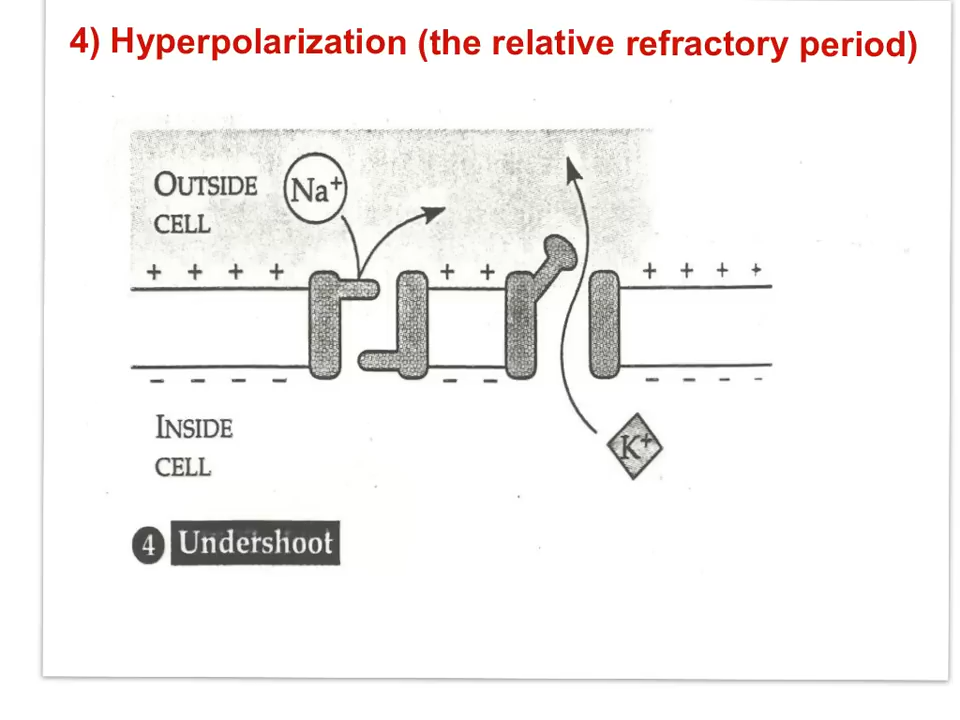 4) Hyperpolarization (the relative refractory period)
OUTSIDE
CELL
Na+
+ + + +
+ +
+ + + +
– – – –
– –
– – – –
INSIDE
CELL
K+
4 Undershoot